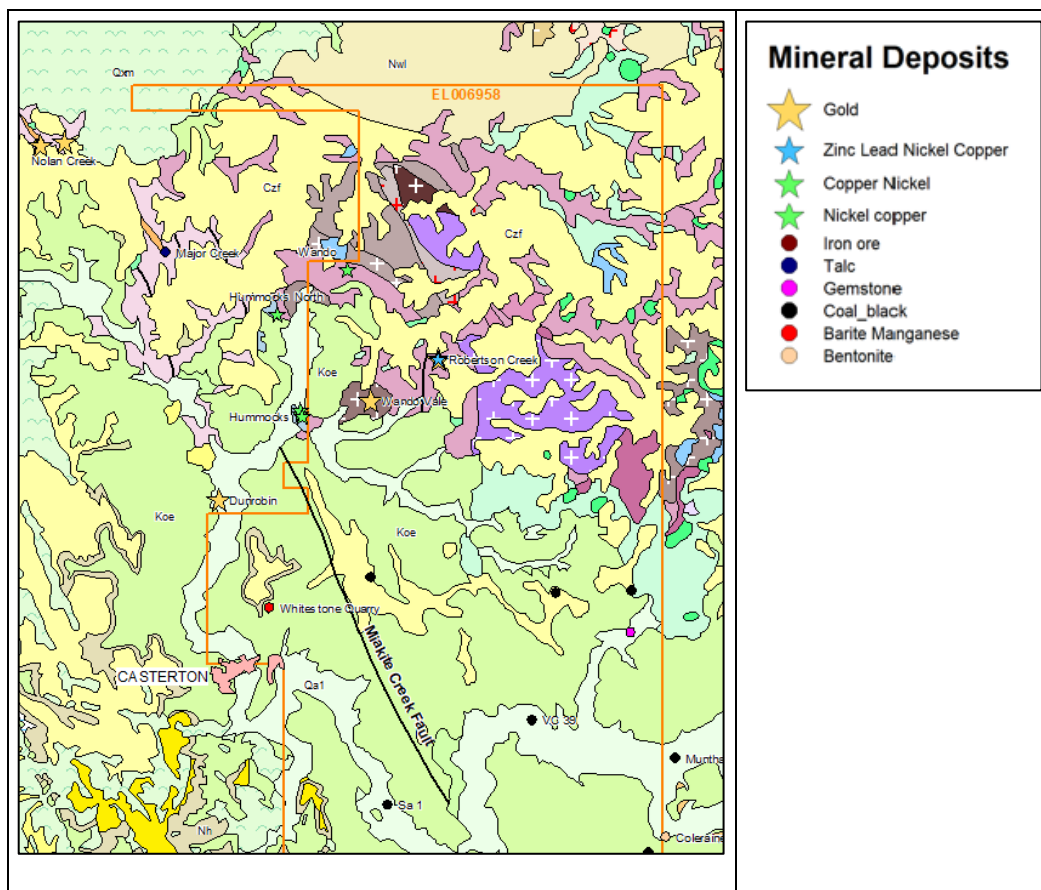 Qxm
Nwl
EL006958
Nolan Creek
Czf
Czf
Major Creek
Wando
Hummocks North
Robertson Creek
Koe
Wando Vale
Hummocks
Dunrobin
Koe
Koe
Whitestone Quarry
Miakite Creek Fault
CASTERTON
Qa1
VC 39
Muntha
Sa 1
Nh
Coleraine
Mineral Deposits
Gold
Zinc Lead Nickel Copper
Copper Nickel
Nickel copper
Iron ore
Talc
Gemstone
Coal_black
Barite Manganese
Bentonite